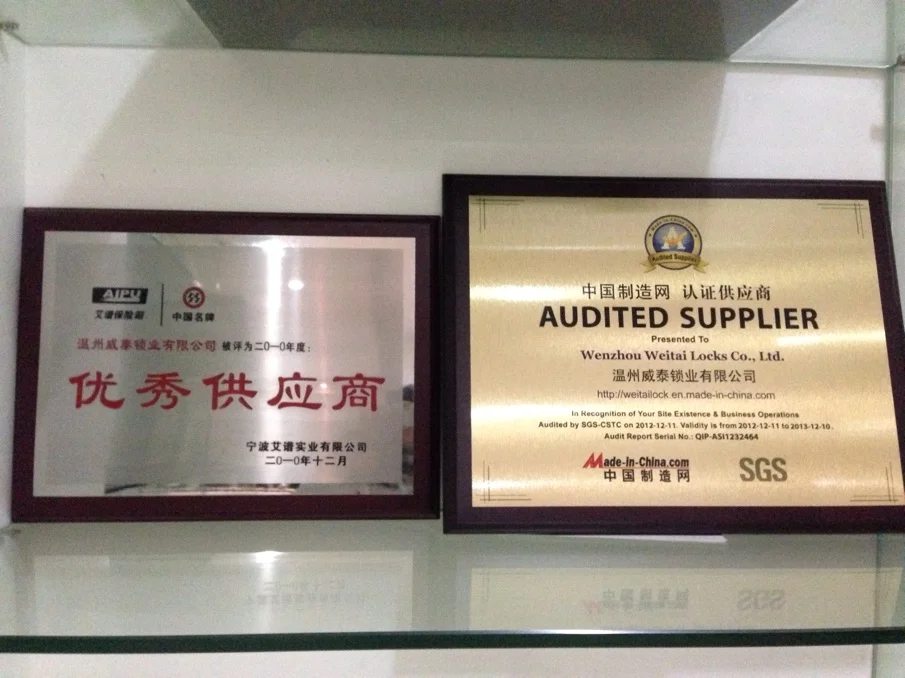 AIPU
艾谱保险箱
中国名牌
温州威泰锁业有限公司 被评为二〇一〇年度:
优秀供应商
宁波艾谱实业有限公司
二〇一〇年十二月
Made-in-China.com
Audited Supplier
中国制造网 认证供应商
AUDITED SUPPLIER
Presented To
Wenzhou Weitai Locks Co., Ltd.
温州威泰锁业有限公司
http://weitailock.en.made-in-china.com
In Recognition of Your Site Existence & Business Operations
Audited by SGS-CSTC on 2012-12-11. Validity is from 2012-12-11 to 2013-12-10.
Audit Report Serial No.: QIP-ASI1232464
Made-in-China.com
中国制造网
SGS